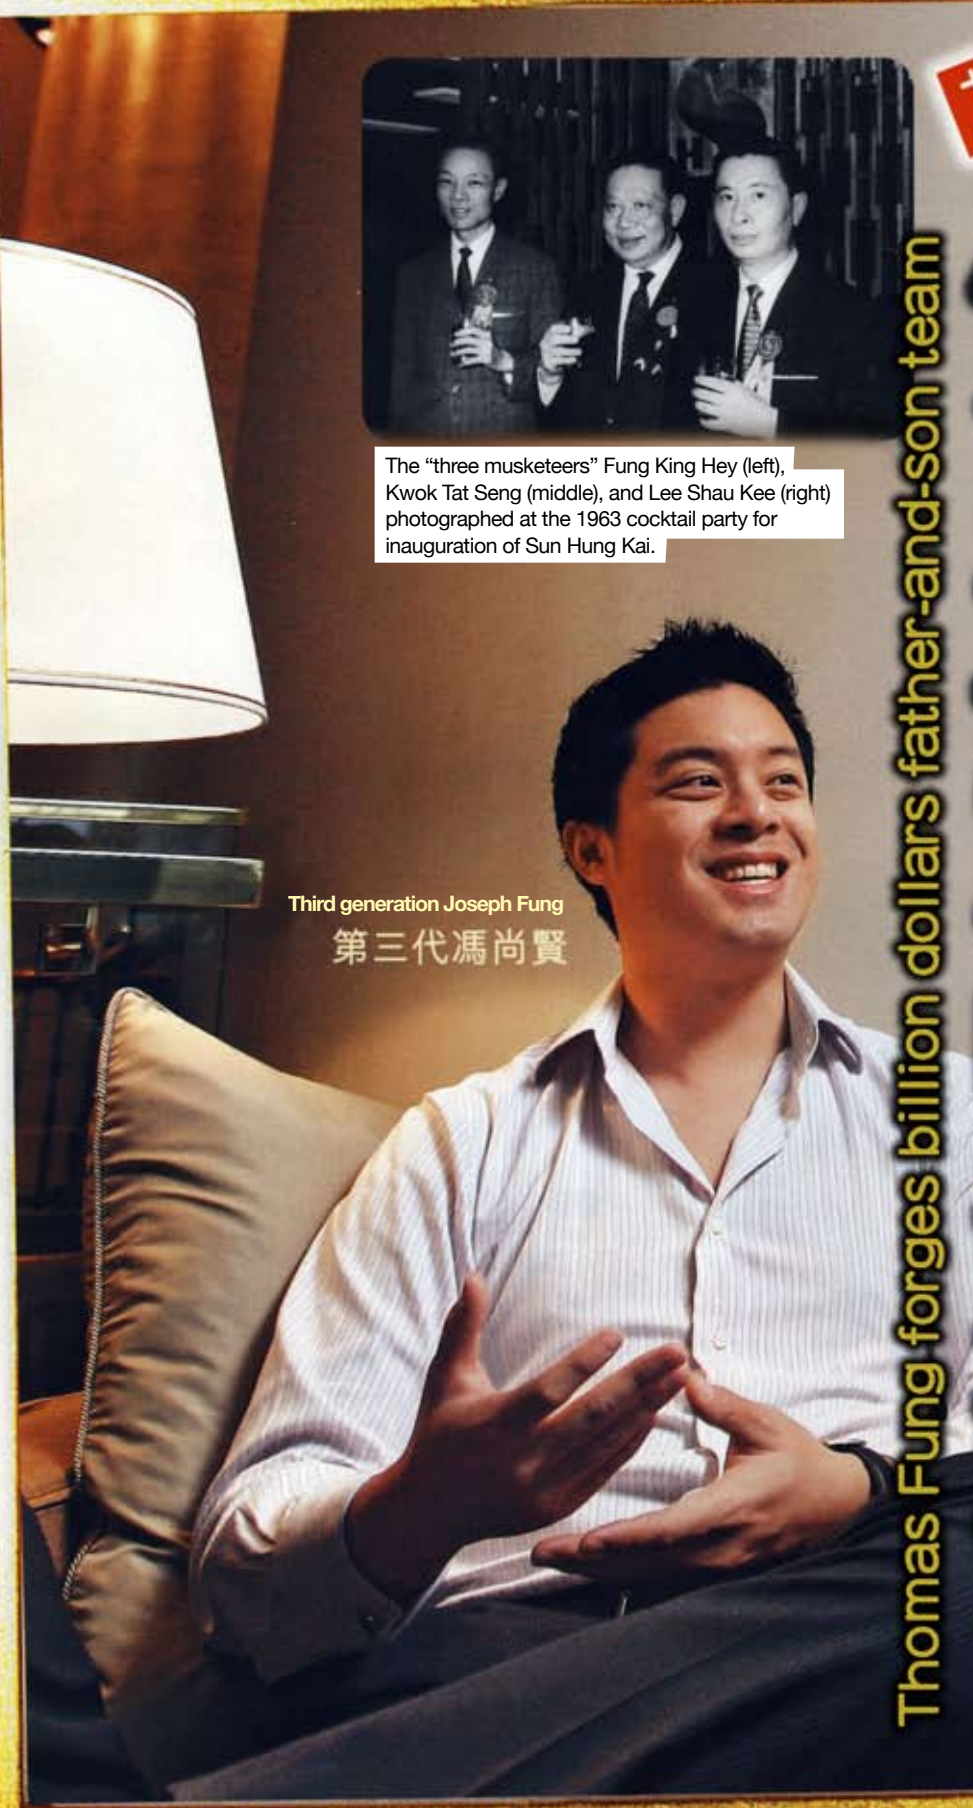 The “three musketeers” Fung King Hey (left),
Kwok Tat Seng (middle), and Lee Shau Kee (right)
photographed at the 1963 cocktail party for
inauguration of Sun Hung Kai.
Third generation Joseph Fung
第三代馮尚賢
Thomas Fung forges billion dollars father-and-son team